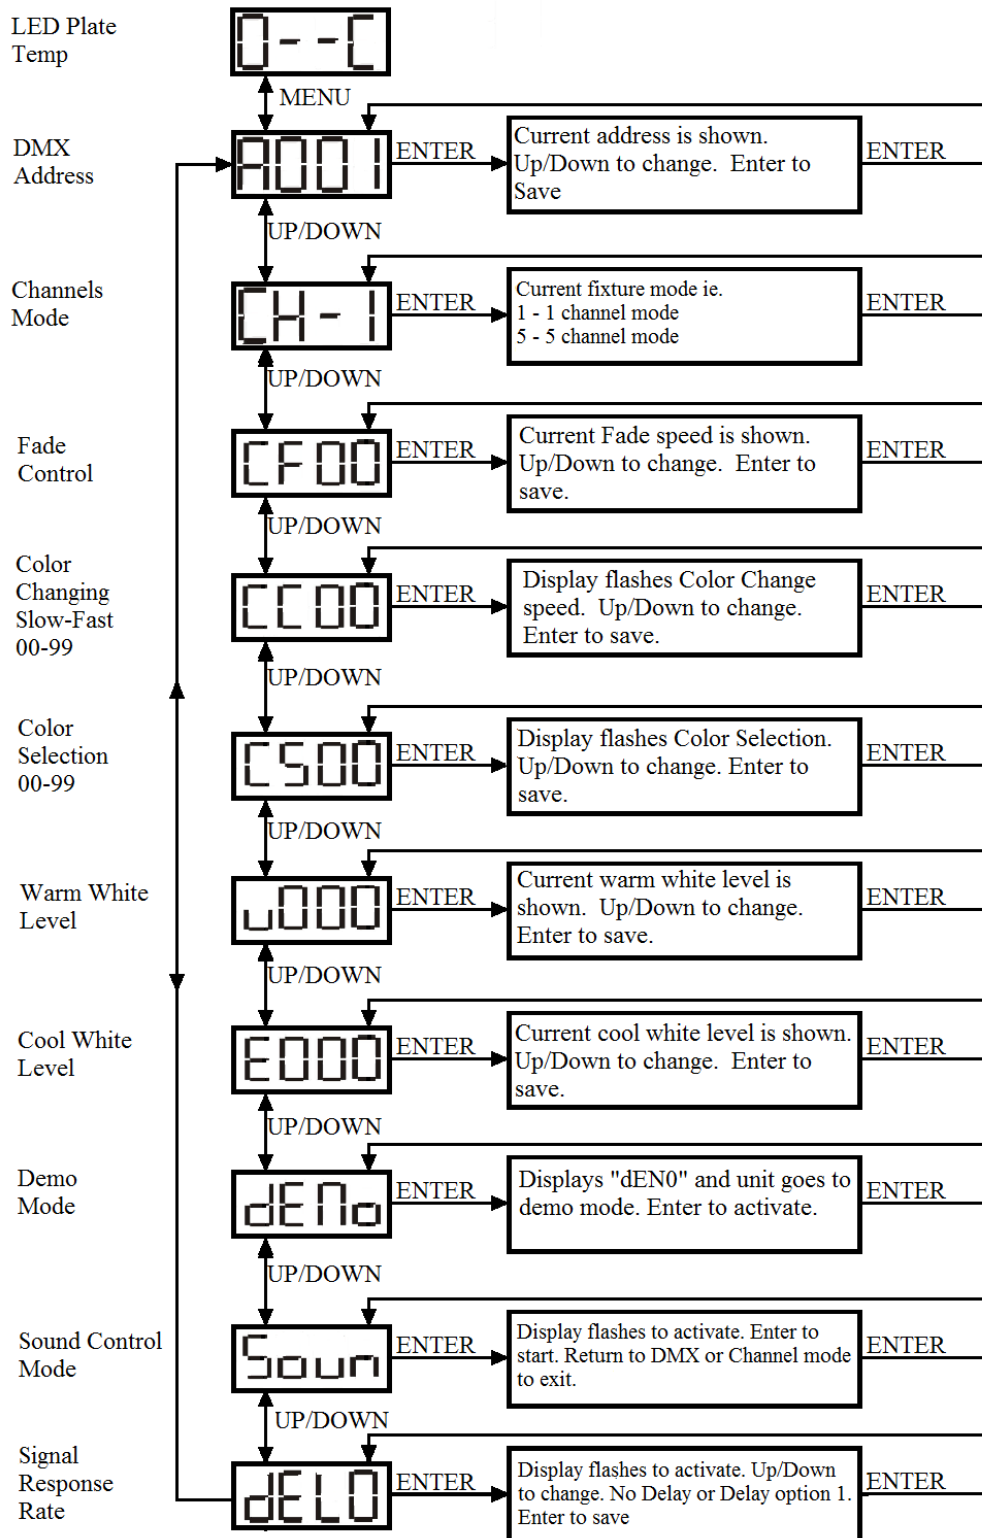 LED Plate
Temp
0--C
MENU
DMX
Address
A001
ENTER
Current address is shown.
Up/Down to change.  Enter to
Save
ENTER
UP/DOWN
Channels
Mode
CH-1
ENTER
Current fixture mode ie.
1 - 1 channel mode
5 - 5 channel mode
ENTER
UP/DOWN
Fade
Control
CF00
ENTER
Current Fade speed is shown.
Up/Down to change.  Enter to
save.
ENTER
UP/DOWN
Color
Changing
Slow-Fast
00-99
CC00
ENTER
Display flashes Color Change
speed.  Up/Down to change.
Enter to save.
ENTER
UP/DOWN
Color
Selection
00-99
CS00
ENTER
Display flashes Color Selection.
Up/Down to change. Enter to
save.
ENTER
UP/DOWN
Warm White
Level
u000
ENTER
Current warm white level is
shown.  Up/Down to change.
Enter to save.
ENTER
UP/DOWN
Cool White
Level
E000
ENTER
Current cool white level is shown.
Up/Down to change.  Enter to
save.
ENTER
UP/DOWN
Demo
Mode
dENo
ENTER
Displays "dEN0" and unit goes to
demo mode. Enter to activate.
ENTER
UP/DOWN
Sound Control
Mode
Soun
ENTER
Display flashes to activate. Enter to
start. Return to DMX or Channel mode
to exit.
ENTER
UP/DOWN
Signal
Response
Rate
dEL0
ENTER
Display flashes to activate. Up/Down
to change. No Delay or Delay option 1.
Enter to save
ENTER